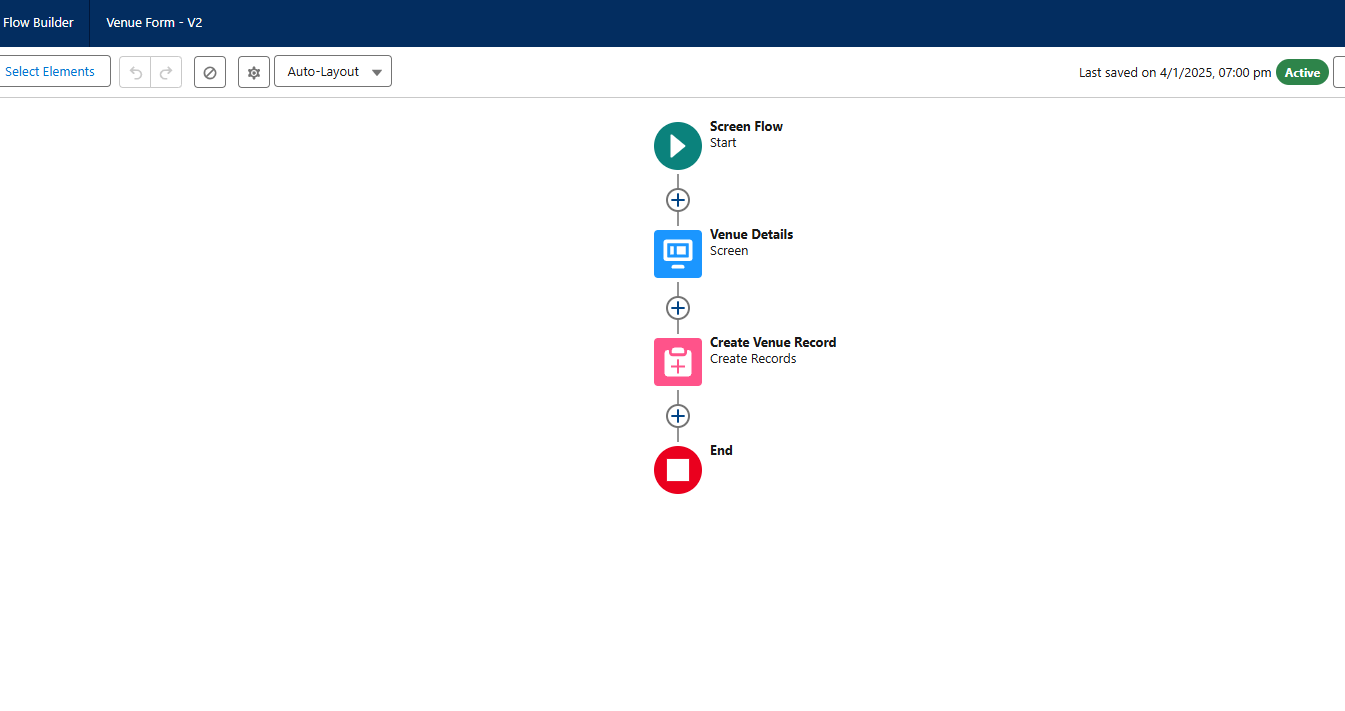 Flow Builder
Venue Form - V2
Select Elements
Auto-Layout
Last saved on 4/1/2025, 07:00 pm
Active
Screen Flow
Start
Venue Details
Screen
Create Venue Record
Create Records
End